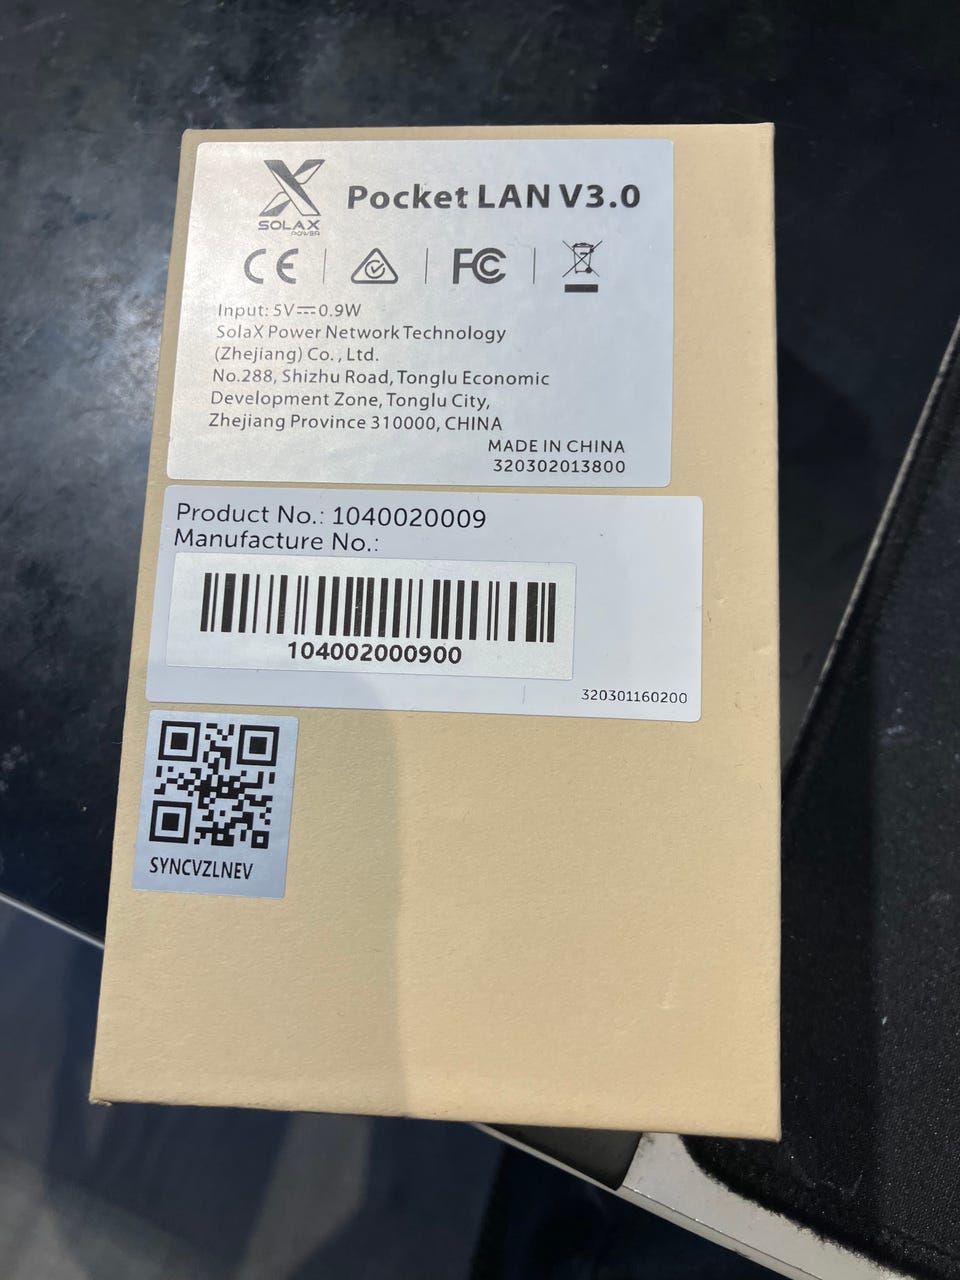 Pocket LAN V3.0
SOLAX
POWER
CE
FC
Input: 5V⎓0.9W
SolaX Power Network Technology
(Zhejiang) Co., Ltd.
No.288, Shizhu Road, Tonglu Economic
Development Zone, Tonglu City,
Zhejiang Province 310000, CHINA
MADE IN CHINA
320302013800
Product No.: 1040020009
Manufacture No.:
104002000900
320301160200
SYNCVZLNEV